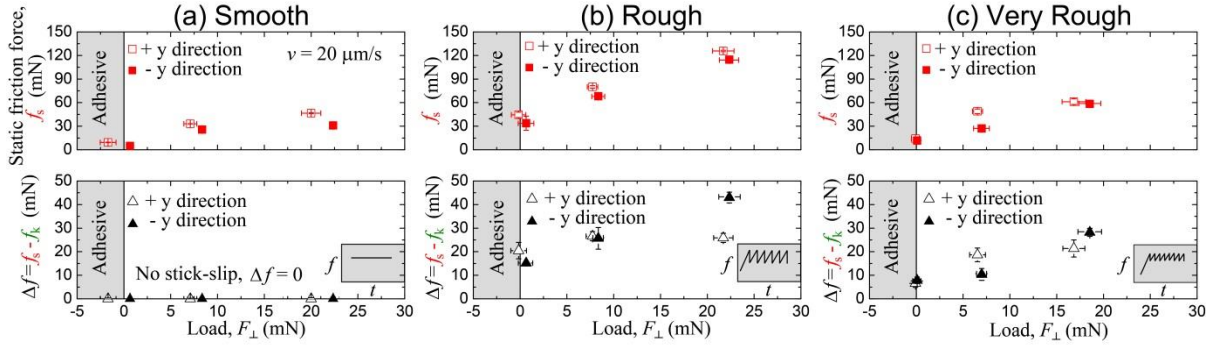 (a) Smooth
(b) Rough
(c) Very Rough
Static friction force,
fs (mN)
150
120
90
60
30
0
Adhesive
+ y direction
- y direction
v = 20 μm/s
fs (mN)
150
120
90
60
30
0
Adhesive
+ y direction
- y direction
fs (mN)
150
120
90
60
30
0
Adhesive
+ y direction
- y direction
Δf=fs - fk (mN)
50
40
30
20
10
0
Adhesive
+ y direction
- y direction
No stick-slip, Δf = 0
f
t
-5 0 5 10 15 20 25 30
Load, F⊥ (mN)
Δf=fs - fk (mN)
50
40
30
20
10
0
Adhesive
+ y direction
- y direction
f
t
-5 0 5 10 15 20 25 30
Load, F⊥ (mN)
Δf=fs - fk (mN)
50
40
30
20
10
0
Adhesive
+ y direction
- y direction
f
t
-5 0 5 10 15 20 25 30
Load, F⊥ (mN)